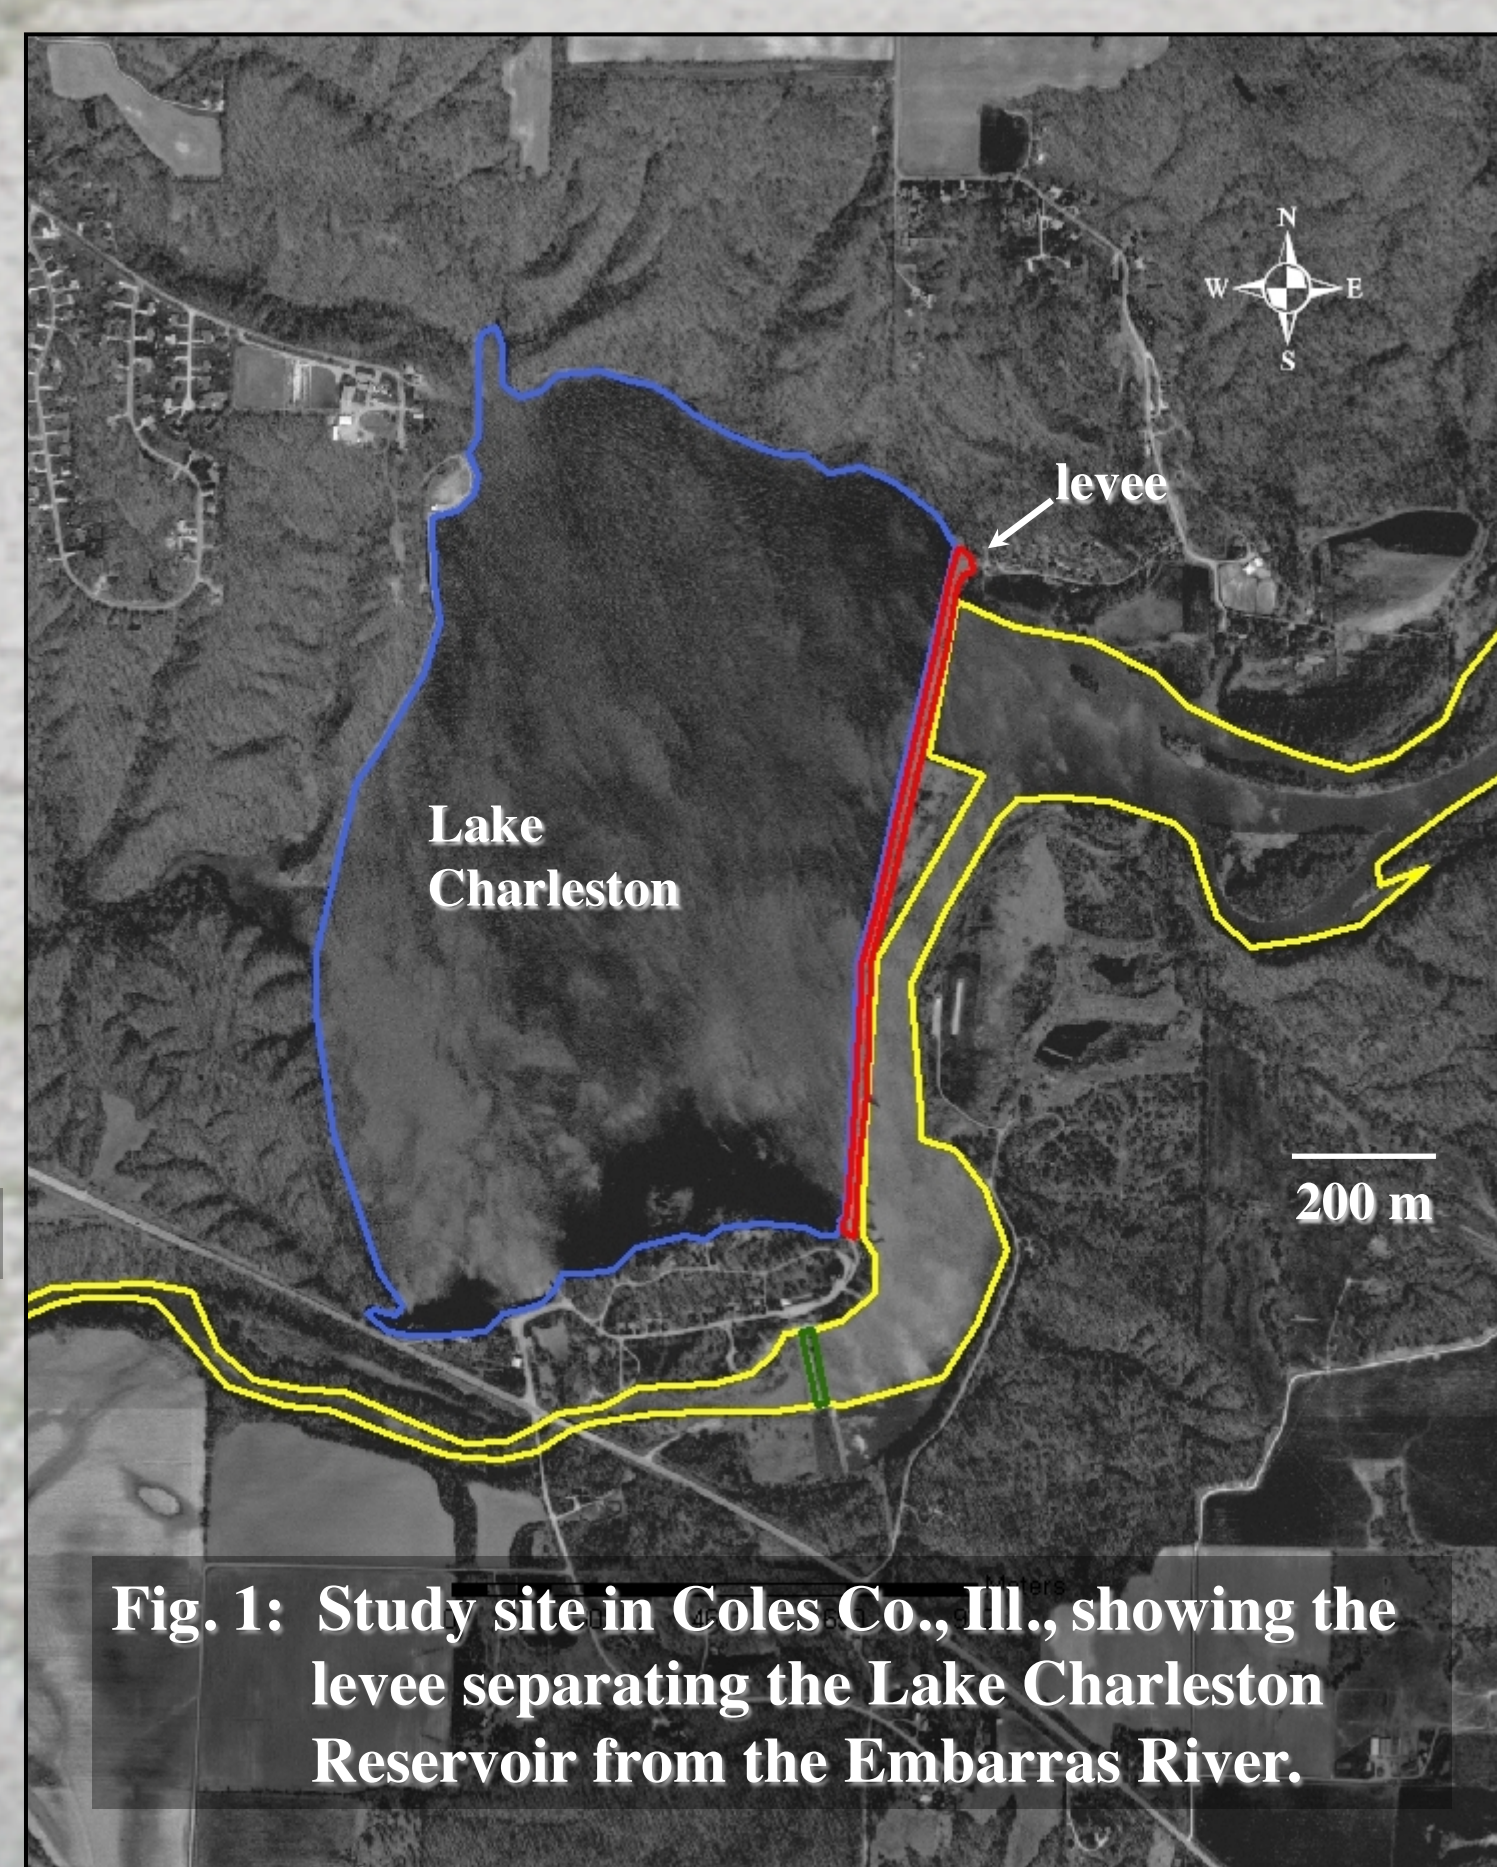 N
W E
S
levee
Lake
Charleston
200 m
Meters
Fig. 1: Study site in Coles Co., Ill., showing the
levee separating the Lake Charleston
Reservoir from the Embarras River.